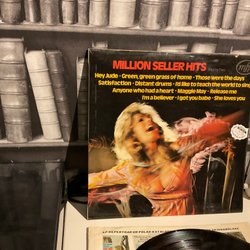 MILLION SELLER HITS
Hey Jude • Green, green grass of home • Those were the days
Satisfaction • Distant drums • I'd like to teach the world to sing
Anyone who had a heart • Maggie May • Release me
I'm a believer • I got you babe • She loves you
mfp